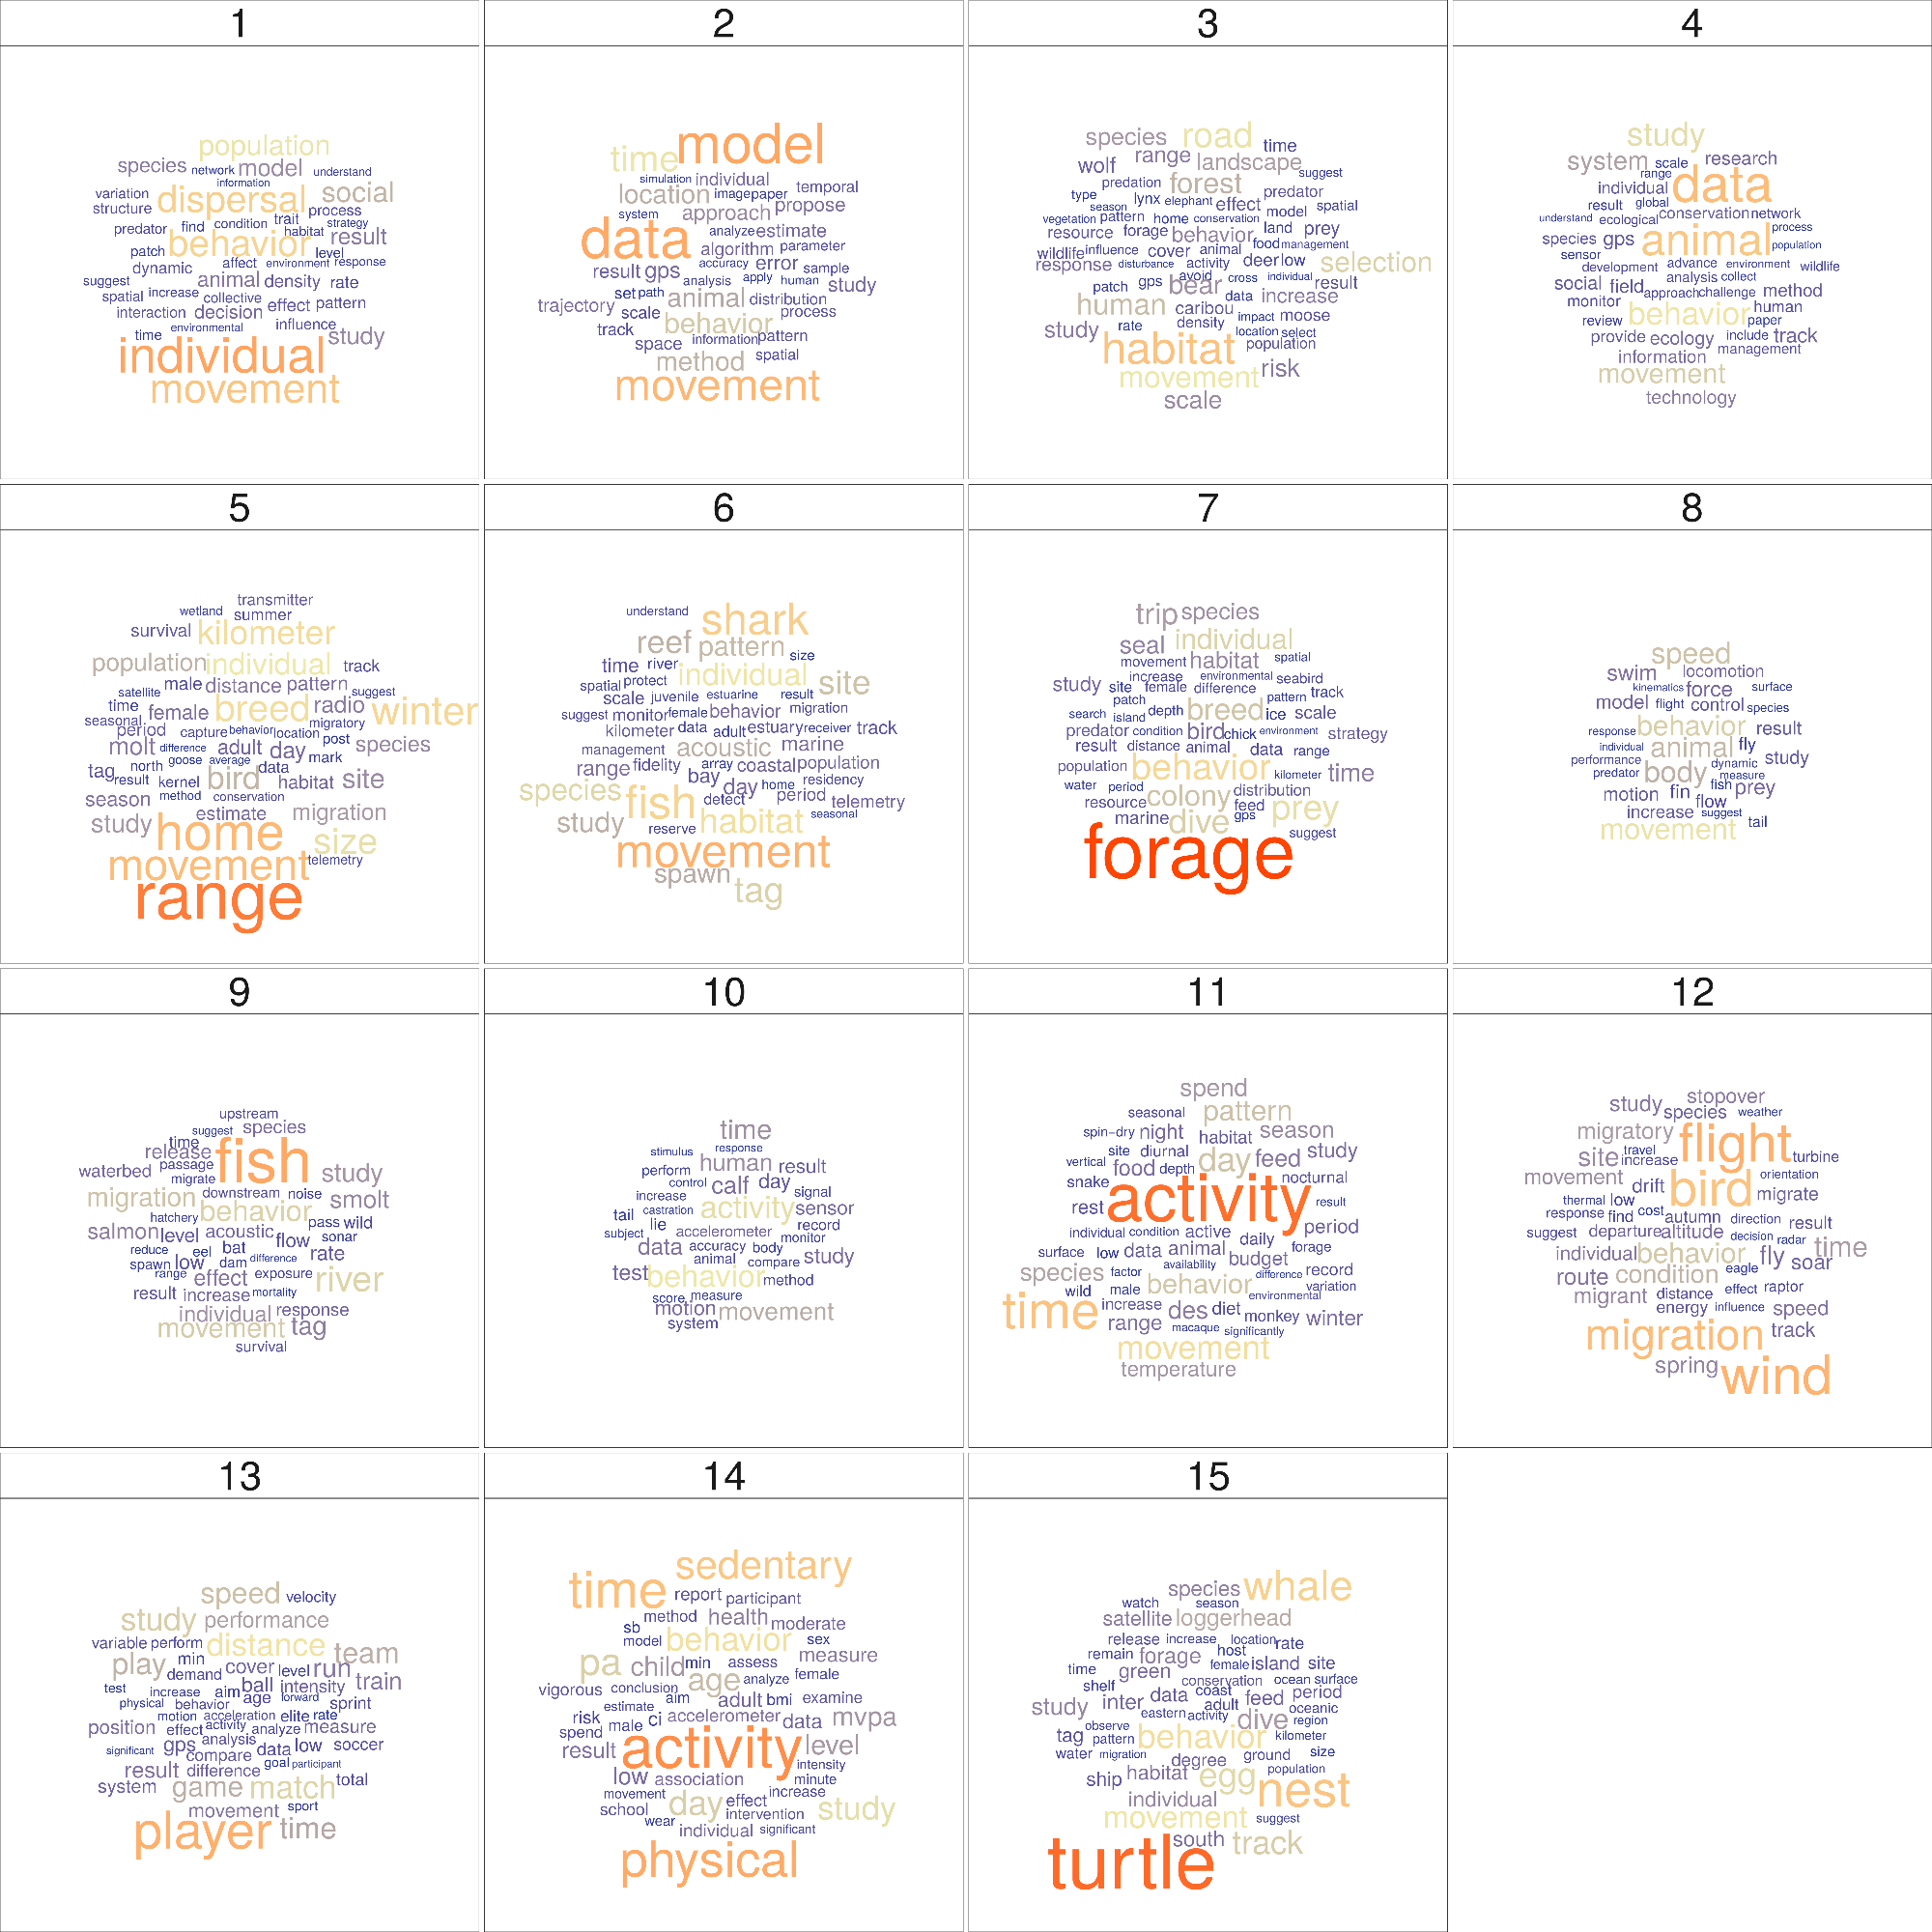 1
population
species network model understand
information
variation dispersal social
structure process
predator find condition trait habitat strategy
patch behavior level result
dynamic affect environment response
suggest animal density rate
spatial increase collective
interaction decision effect pattern
time environmental influence study
individual
movement
2
model
time
simulation individual
location image paper temporal
system approach propose
data analyze estimate
algorithm parameter
result gps accuracy error sample
analysis apply human study
set path animal distribution
trajectory scale process
track behavior
space information pattern
method spatial
movement
3
species road time
wolf range landscape
predation forest suggest
type lynx elephant effect predator
season model spatial
vegetation pattern home conservation
resource forage behavior land prey
wildlife influence cover animal food management
response disturbance activity deer low selection
avoid cross individual
patch gps bear result
human data increase
caribou impact moose
study rate density location select
habitat population
movement risk
scale
4
study
system scale research
range
individual data
result global
understand ecological conservation network
species gps animal process
sensor population
development advance environment wildlife
analysis collect
social field approach challenge method
monitor behavior human
review paper
provide ecology include track
information management
movement
technology
5
transmitter
wetland summer
survival kilometer
population individual track
satellite male distance pattern suggest
time female breed radio winter
seasonal migratory
period capture behavior location post
molt difference adult day species
north goose average mark
tag result kernel bird data habitat site
season method conservation
study estimate migration
home size
movement telemetry
range
6
understand shark
reef pattern size
time river individual
spatial protect site
scale juvenile estuarine result
suggest monitor female behavior migration
kilometer data adult estuary receiver track
management acoustic marine
range fidelity array coastal population
bay day home residency
species fish detect period telemetry
study reserve habitat seasonal
movement
spawn tag
7
trip species
seal individual
movement habitat spatial
increase environmental seabird
study site female difference
patch pattern track
search island depth breed ice scale
predator condition bird chick environment strategy
result distance animal data range
population behavior kilometer time
water period distribution
resource colony feed
marine dive gps prey
forage suggest
8
speed
swim locomotion
kinematics force surface
model flight control species
response behavior result
individual animal fly
performance dynamic study
predator body measure
motion fin fish prey
flow
increase suggest
movement tail
9
upstream
suggest species
time fish
release
waterbed passage study
migrate
migration downstream noise smolt
hatchery behavior pass wild
salmon level acoustic flow sonar
reduce eel bat difference rate
spawn low dam
range effect exposure river
result increase mortality
individual response
movement tag
survival
10
time
stimulus response
perform human result
control calf day
increase signal
tail castration activity sensor
subject lie accelerometer record
data accuracy body monitor
animal compare study
test behavior method
score measure
motion movement
system
11
spend
seasonal pattern
spin-dry night habitat season
site diurnal day feed study
vertical food depth
snake nocturnal
rest activity result
individual condition active daily period
surface low data animal budget forage
species factor availability difference record
wild male behavior environmental variation
time increase des diet monkey winter
range macaque significantly
movement
temperature
12
study stopover
species weather
migratory flight
site travel
increase turbine
movement drift bird orientation
thermal low migrate
response find cost autumn direction result
suggest departure altitude decision radar
individual behavior fly time
eagle soar
route condition effect raptor
migrant distance
energy influence speed
migration track
spring wind
13
speed velocity
study performance
variable perform distance team
play min cover level run
demand ball intensity train
test increase aim age forward sprint
physical behavior
motion acceleration elite rate
position effect activity analyze measure
significant gps analysis data low soccer
compare
result difference goal participant
system game match total
movement sport
player time
14
sedentary
time report participant
method health moderate
sb
model behavior sex
pa child min assess measure
age analyze female
vigorous conclusion aim
estimate adult bmi examine
risk male ci accelerometer data mvpa
spend
result activity level
intensity
low association minute
movement day effect increase
school intervention study
wear individual significant
physical
15
species whale
watch season
satellite loggerhead
release increase location rate
remain forage host
time green female island site
shelf conservation ocean surface
study inter data coast feed period
adult
eastern activity oceanic
tag observe behavior dive region
pattern kilometer
water migration degree ground size
ship habitat egg population
individual nest
movement suggest
south track
turtle